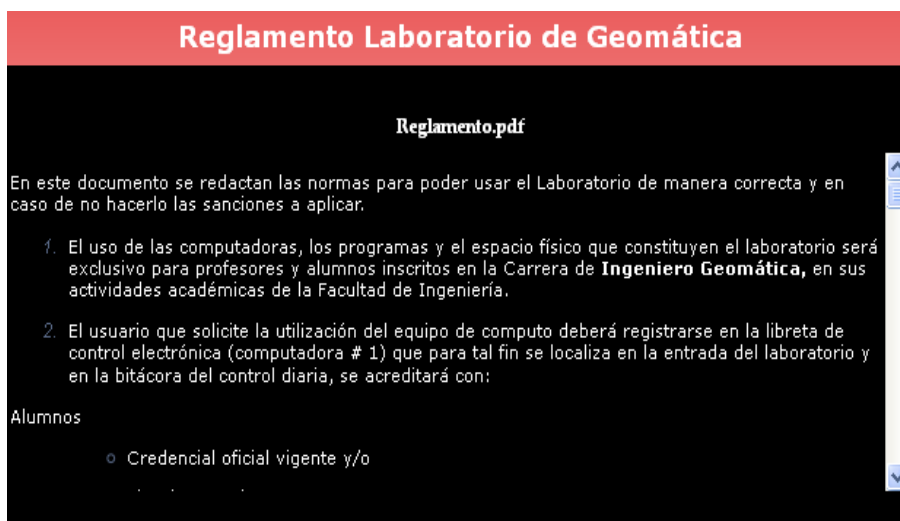 Reglamento Laboratorio de Geomática
Reglamento.pdf
En este documento se redactan las normas para poder usar el Laboratorio de manera correcta y en
caso de no hacerlo las sanciones a aplicar.
1. El uso de las computadoras, los programas y el espacio físico que constituyen el laboratorio será
exclusivo para profesores y alumnos inscritos en la Carrera de Ingeniero Geomática, en sus
actividades académicas de la Facultad de Ingeniería.
2. El usuario que solicite la utilización del equipo de computo deberá registrarse en la libreta de
control electrónica (computadora # 1) que para tal fin se localiza en la entrada del laboratorio y
en la bitácora del control diaria, se acreditará con:
Alumnos
Credencial oficial vigente y/o